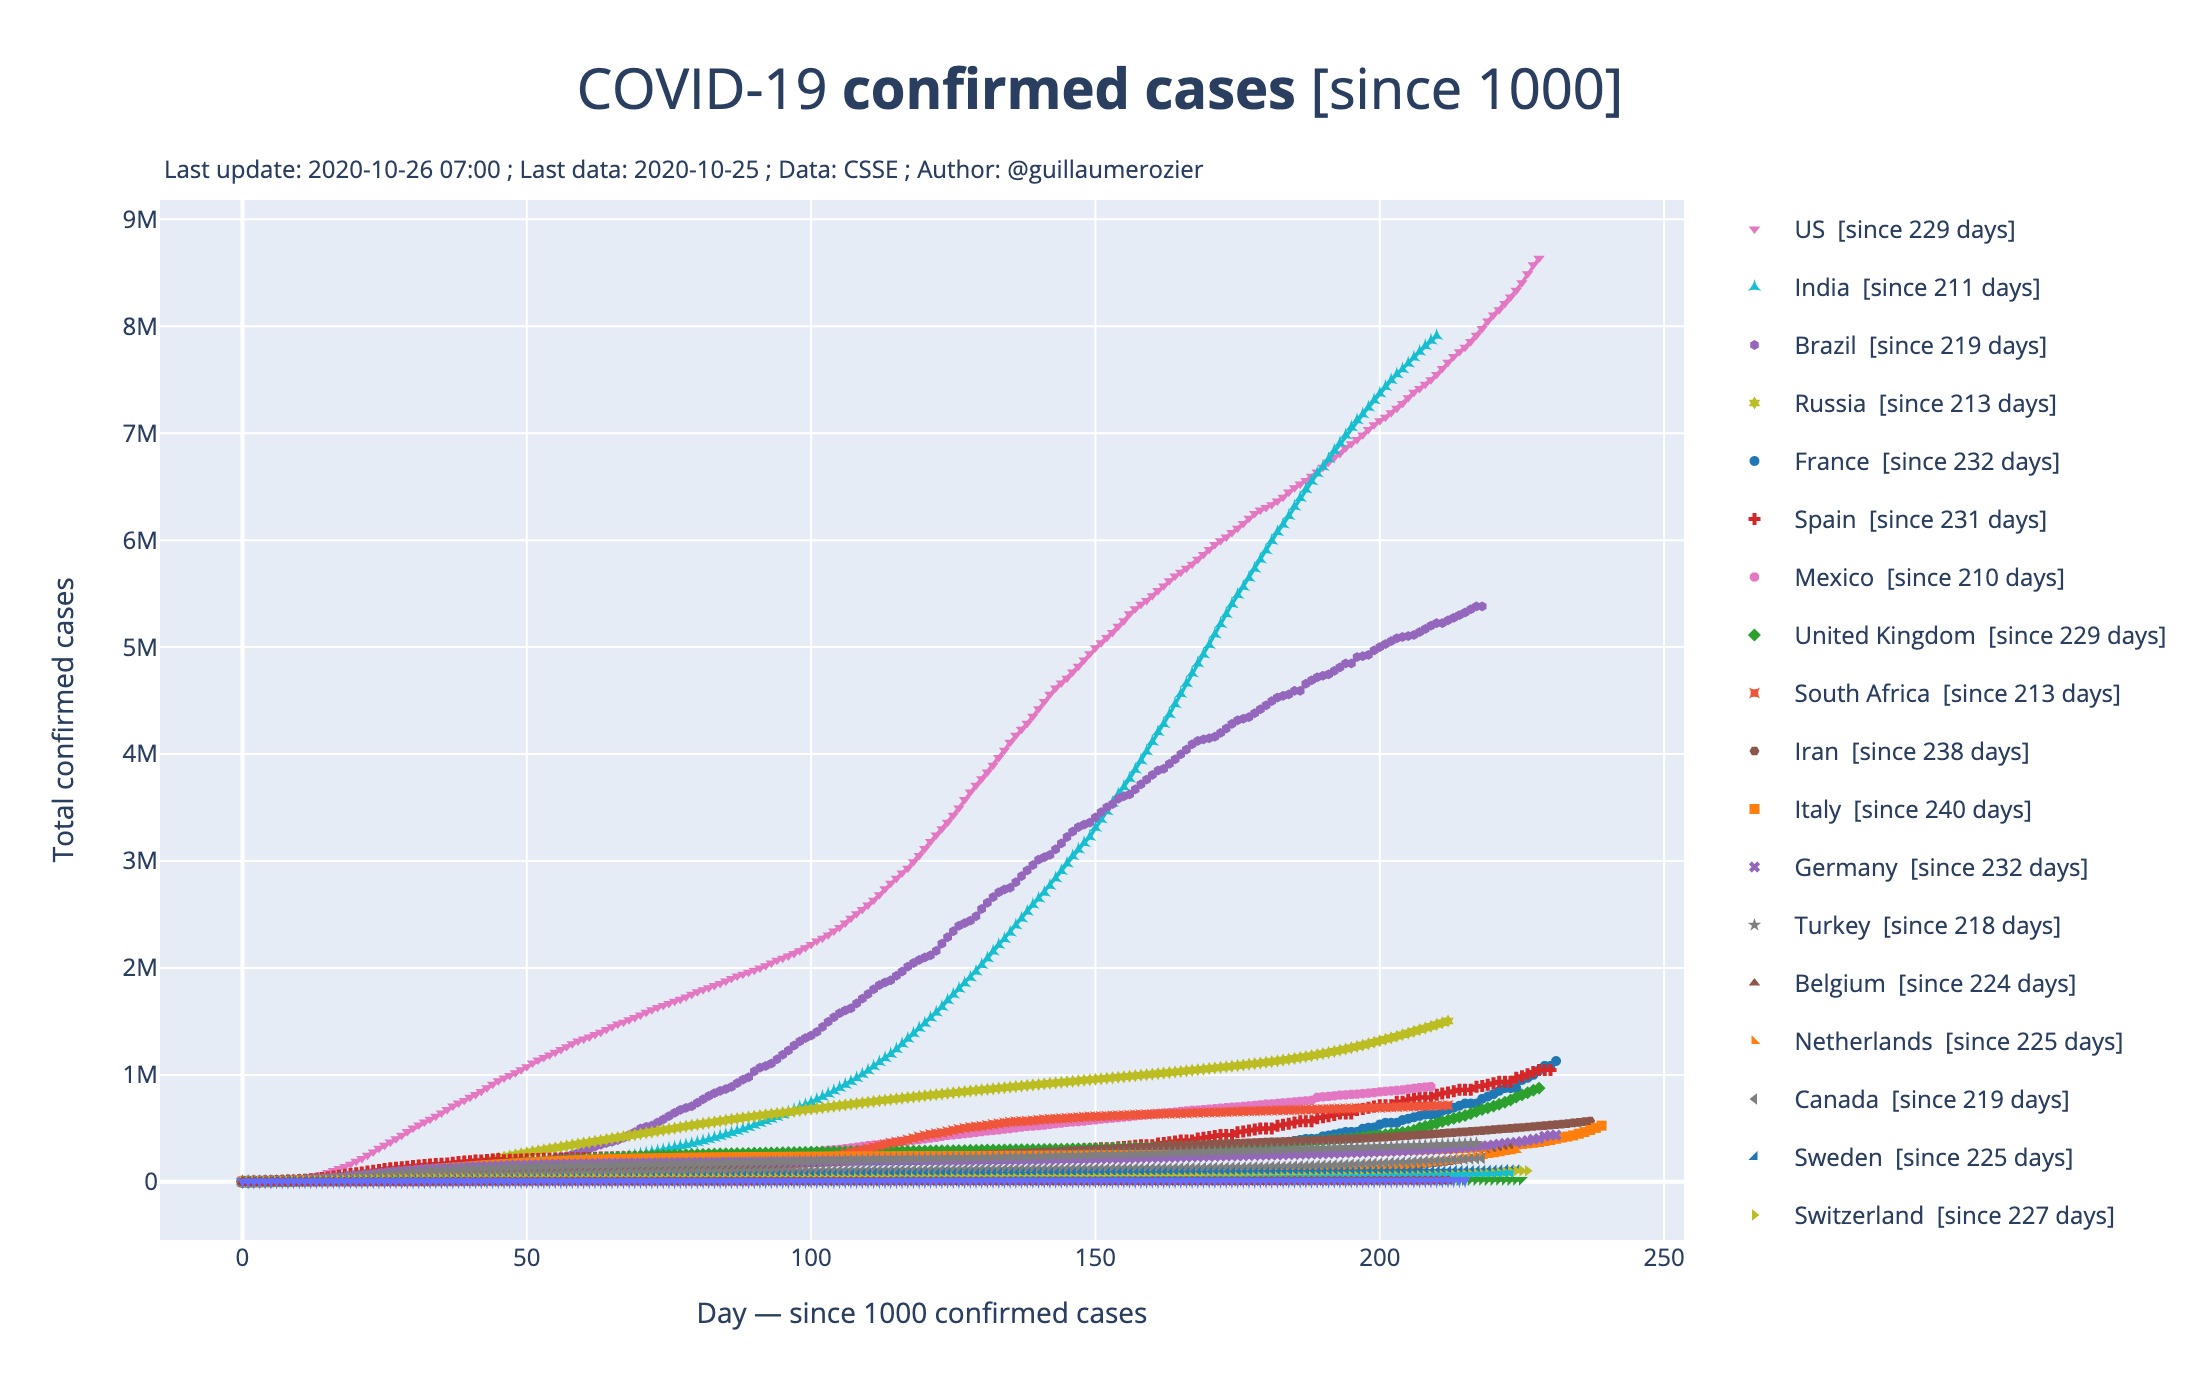 COVID-19 confirmed cases [since 1000]
Last update: 2020-10-26 07:00 ; Last data: 2020-10-25 ; Data: CSSE ; Author: @guillaumerozier
9M
8M
7M
6M
5M
4M
3M
2M
1M
0
Total confirmed cases
0 50 100 150 200 250
Day — since 1000 confirmed cases
US [since 229 days]
India [since 211 days]
Brazil [since 219 days]
Russia [since 213 days]
France [since 232 days]
Spain [since 231 days]
Mexico [since 210 days]
United Kingdom [since 229 days]
South Africa [since 213 days]
Iran [since 238 days]
Italy [since 240 days]
Germany [since 232 days]
Turkey [since 218 days]
Belgium [since 224 days]
Netherlands [since 225 days]
Canada [since 219 days]
Sweden [since 225 days]
Switzerland [since 227 days]